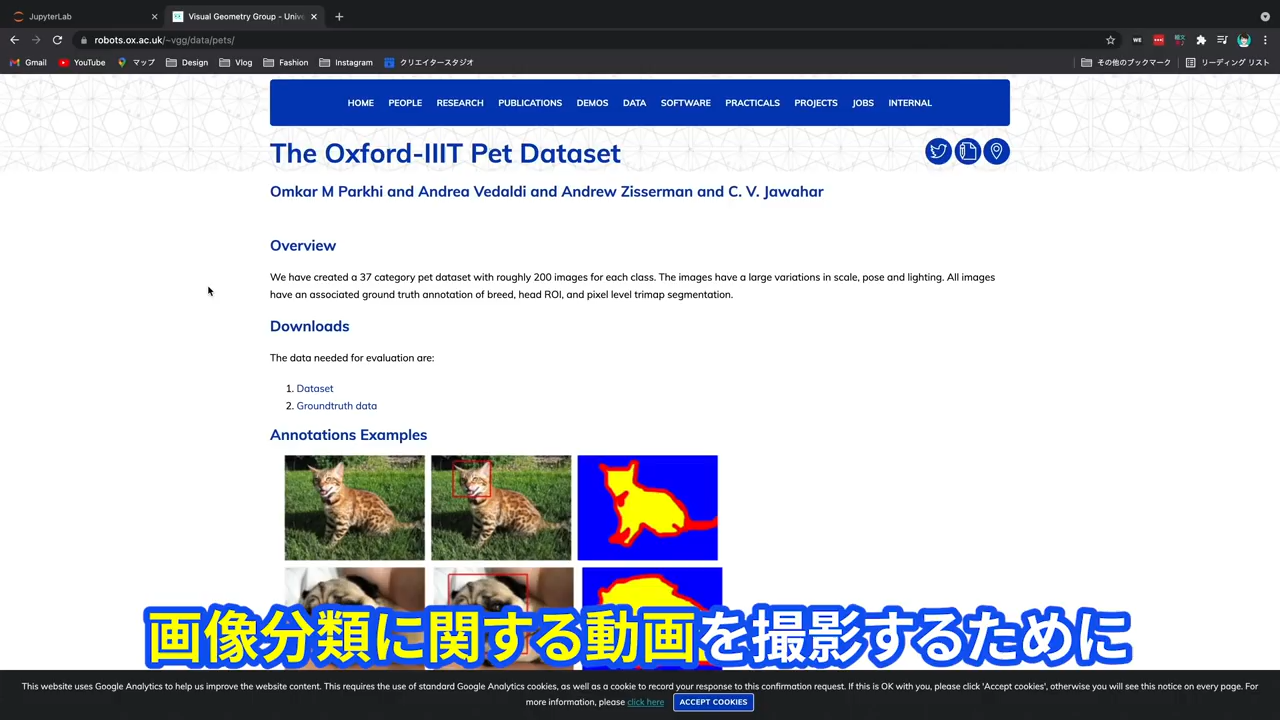 JupyterLab
Visual Geometry Group - Unive
robots.ox.ac.uk/~vgg/data/pets/
Gmail YouTube マップ Design Vlog Fashion Instagram クリエイタースタジオ その他のブックマーク リーディング リスト
HOME PEOPLE RESEARCH PUBLICATIONS DEMOS DATA SOFTWARE PRACTICALS PROJECTS JOBS INTERNAL
The Oxford-IIIT Pet Dataset
Omkar M Parkhi and Andrea Vedaldi and Andrew Zisserman and C. V. Jawahar
Overview
We have created a 37 category pet dataset with roughly 200 images for each class. The images have a large variations in scale, pose and lighting. All images
have an associated ground truth annotation of breed, head ROI, and pixel level trimap segmentation.
Downloads
The data needed for evaluation are:
1. Dataset
2. Groundtruth data
Annotations Examples
画像分類に関する動画を撮影するために
This website uses Google Analytics to help us improve the website content. This requires the use of standard Google Analytics cookies, as well as a cookie to record your response to this confirmation request. If this is OK with you, please click 'Accept cookies', otherwise you will see this notice on every page. For
more information, please click here ACCEPT COOKIES